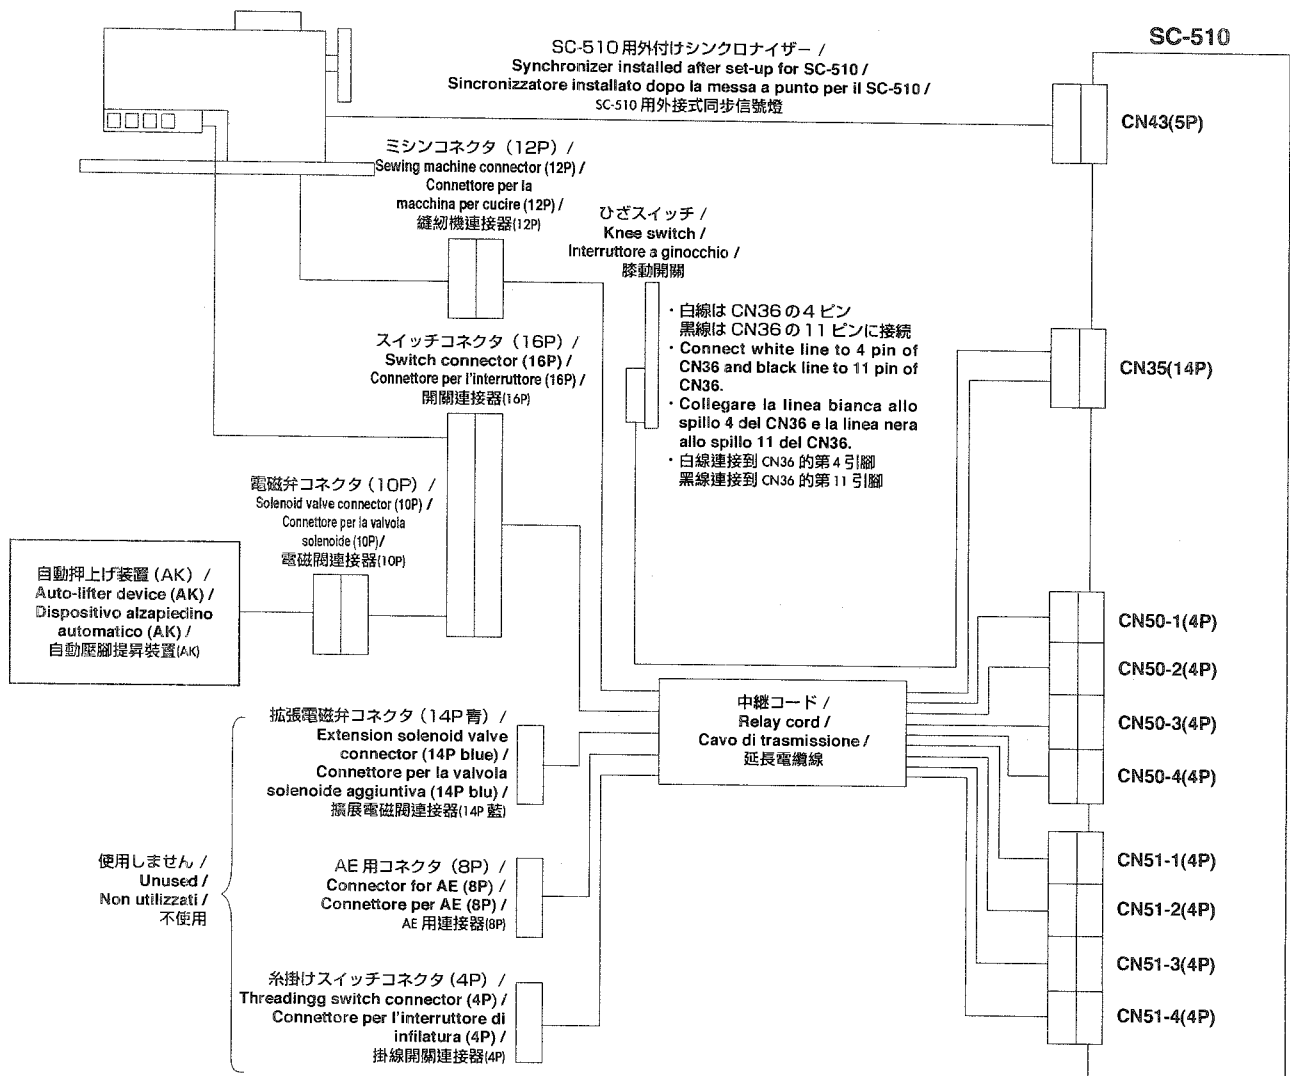 SC-510
SC-510 用外付けシンクロナイザー /
Synchronizer installed after set-up for SC-510 /
Sincronizzatore installato dopo la messa a punto per il SC-510 /
SC-510 用外接式同步信號燈
CN43(5P)
ミシンコネクタ（12P）/
Sewing machine connector (12P) /
Connettore per la
macchina per cucire (12P) /
縫紉機連接器(12P)
ひざスイッチ /
Knee switch /
Interruttore a ginocchio /
膝動開關
・白線は CN36 の 4 ピン
黒線は CN36 の 11 ピンに接続
・Connect white line to 4 pin of
CN36 and black line to 11 pin of
CN36.
・Collegare la linea bianca allo
spillo 4 del CN36 e la linea nera
allo spillo 11 del CN36.
・白線連接到 CN36 的第 4 引腳
黑線連接到 CN36 的第 11 引腳
CN35(14P)
スイッチコネクタ（16P）/
Switch connector (16P) /
Connettore per l'interruttore (16P) /
開關連接器(16P)
電磁弁コネクタ（10P）/
Solenoid valve connector (10P) /
Connettore per la valvola
solenoide (10P)/
電磁閥連接器(10P)
自動押上げ装置（AK）/
Auto-lifter device (AK) /
Dispositivo alzapiedino
automatico (AK) /
自動壓腳提昇裝置(AK)
中継コード /
Relay cord /
Cavo di trasmissione /
延長電纜線
CN50-1(4P)
CN50-2(4P)
CN50-3(4P)
CN50-4(4P)
CN51-1(4P)
CN51-2(4P)
CN51-3(4P)
CN51-4(4P)
使用しません /
Unused /
Non utilizzati /
不使用
拡張電磁弁コネクタ（14P 青）/
Extension solenoid valve
connector (14P blue) /
Connettore per la valvola
solenoide aggiuntiva (14P blu) /
擴展電磁閥連接器(14P 藍)
AE 用コネクタ（8P）/
Connector for AE (8P) /
Connettore per AE (8P) /
AE 用連接器(8P)
糸掛けスイッチコネクタ（4P）/
Threadingg switch connector (4P) /
Connettore per l'interruttore di
infilatura (4P) /
掛線開關連接器(4P)